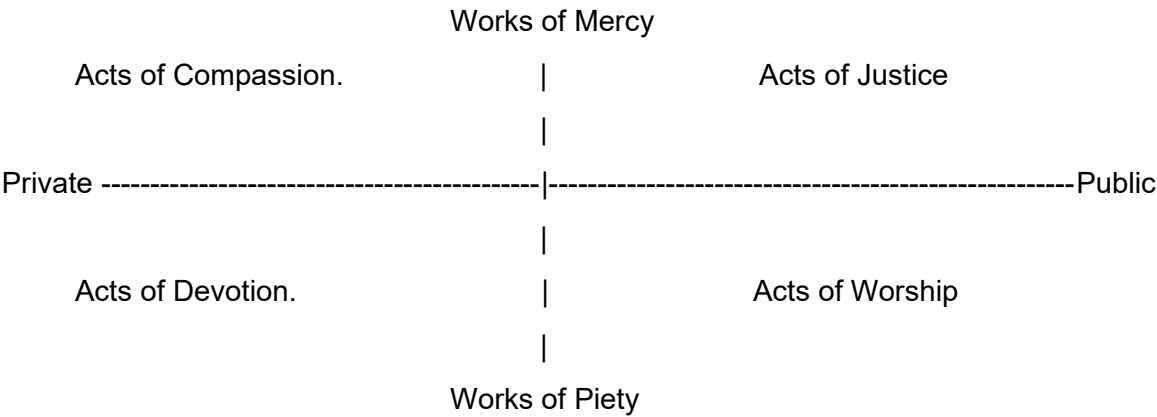 Works of Mercy
Acts of Compassion. | Acts of Justice
|
Private ---------------------------------------------|------------------------------------------------------Public
|
Acts of Devotion. | Acts of Worship
|
Works of Piety